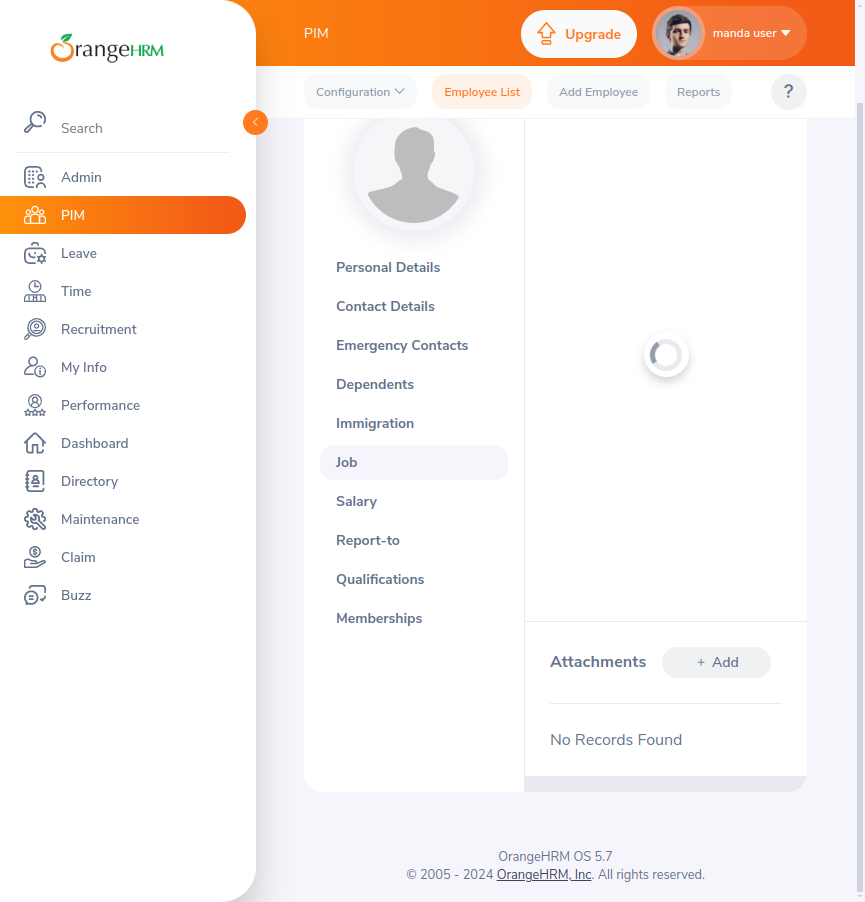 OrangeHRM
Search
Admin
PIM
Leave
Time
Recruitment
My Info
Performance
Dashboard
Directory
Maintenance
Claim
Buzz
PIM
Upgrade
manda user
Configuration
Employee List
Add Employee
Reports
?
Personal Details
Contact Details
Emergency Contacts
Dependents
Immigration
Job
Salary
Report-to
Qualifications
Memberships
Attachments
+ Add
No Records Found
OrangeHRM OS 5.7
© 2005 - 2024 OrangeHRM, Inc. All rights reserved.